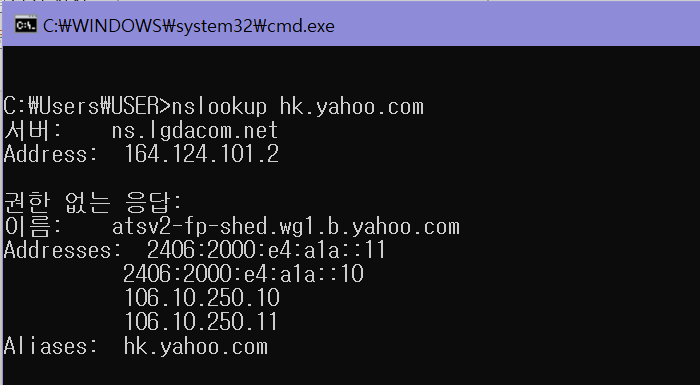 C:₩WINDOWS₩system32₩cmd.exe
C:₩Users₩USER>nslookup hk.yahoo.com
서버:    ns.lgdacom.net
Address:  164.124.101.2
권한 없는 응답:
이름:    atsv2-fp-shed.wg1.b.yahoo.com
Addresses:  2406:2000:e4:a1a::11
2406:2000:e4:a1a::10
106.10.250.10
106.10.250.11
Aliases:  hk.yahoo.com